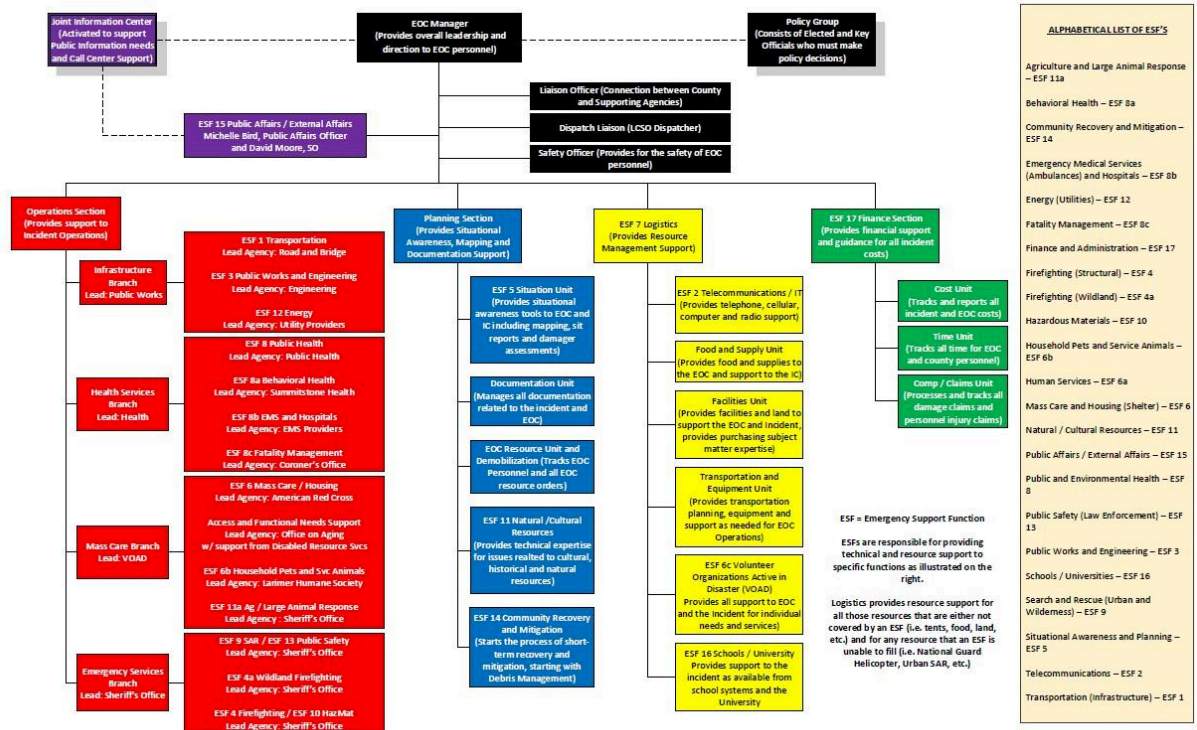 Joint Information Center
(Activated to support
Public Information needs
and Call Center Support)
EOC Manager
(Provides overall leadership and
direction to EOC personnel)
Policy Group
(Consists of Elected and Key
Officials who must make
policy decisions)
Liaison Officer (Connection between County
and Supporting Agencies)
ESF 15 Public Affairs / External Affairs
Michelle Bird, Public Affairs Officer
and David Moore, SO
Dispatch Liaison (LCSO Dispatcher)
Safety Officer (Provides for the safety of EOC
personnel)
Operations Section
(Provides support to
Incident Operations)
Infrastructure
Branch
Lead: Public Works
ESF 1 Transportation
Lead Agency: Road and Bridge
ESF 3 Public Works and Engineering
Lead Agency: Engineering
ESF 12 Energy
Lead Agency: Utility Providers
Health Services
Branch
Lead: Health
ESF 8 Public Health
Lead Agency: Public Health
ESF 8a Behavioral Health
Lead Agency: Summitstone Health
ESF 8b EMS and Hospitals
Lead Agency: EMS Providers
ESF 8c Fatality Management
Lead Agency: Coroner's Office
Mass Care Branch
Lead: VOAD
ESF 6 Mass Care / Housing
Lead Agency: American Red Cross
Access and Functional Needs Support
Lead Agency: Office on Aging
w/ support from Disabled Resource Svcs
ESF 6b Household Pets and Svc Animals
Lead Agency: Larimer Humane Society
ESF 11a Ag / Large Animal Response
Lead Agency: Sheriff's Office
Emergency Services
Branch
Lead: Sheriff's Office
ESF 9 SAR / ESF 13 Public Safety
Lead Agency: Sheriff's Office
ESF 4a Wildland Firefighting
Lead Agency: Sheriff's Office
ESF 4 Firefighting / ESF 10 HazMat
Lead Agency: Sheriff's Office
Planning Section
(Provides Situational
Awareness, Mapping and
Documentation Support)
ESF 5 Situation Unit
(Provides situational
awareness tools to EOC and
IC including mapping, sit
reports and damager
assessments)
Documentation Unit
(Manages all documentation
related to the incident and
EOC)
EOC Resource Unit and
Demobilization (Tracks EOC
Personnel and all EOC
resource orders)
ESF 11 Natural /Cultural
Resources
(Provides technical expertise
for issues realted to cultural,
historical and natural
resources)
ESF 14 Community Recovery
and Mitigation
(Starts the process of short-
term recovery and
mitigation, starting with
Debris Management)
ESF 7 Logistics
(Provides Resource
Management Support)
ESF 2 Telecommunications / IT
(Provides telephone, cellular,
computer and radio support)
Food and Supply Unit
(Provides food and supplies to
the EOC and support to the IC)
Facilities Unit
(Provides facilities and land to
support the EOC and Incident,
provides purchasing subject
matter expertise)
Transportation and
Equipment Unit
(Provides transportation
planning, equipment and
support as needed for EOC
Operations)
ESF 6c Volunteer
Organizations Active in
Disaster (VOAD)
Provides all support to EOC
and the Incident for individual
needs and services)
ESF 16 Schools / University
Provides support to the
incident as available from
school systems and the
University
ESF 17 Finance Section
(Provides financial support
and guidance for all incident
costs)
Cost Unit
(Tracks and reports all
incident and EOC costs)
Time Unit
(Tracks all time for EOC
and county personnel)
Comp / Claims Unit
(Processes and tracks all
damage claims and
personnel injury claims)
ESF = Emergency Support Function
ESFs are responsible for providing
technical and resource support to
specific functions as illustrated on the
right.
Logistics provides resource support for
all those resources that are either not
covered by an ESF (i.e. tents, food, land,
etc.) and for any resource that an ESF is
unable to fill (i.e. National Guard
Helicopter, Urban SAR, etc.)
ALPHABETICAL LIST OF ESF'S
Agriculture and Large Animal Response
– ESF 11a
Behavioral Health – ESF 8a
Community Recovery and Mitigation –
ESF 14
Emergency Medical Services
(Ambulances) and Hospitals – ESF 8b
Energy (Utilities) – ESF 12
Fatality Management – ESF 8c
Finance and Administration – ESF 17
Firefighting (Structural) – ESF 4
Firefighting (Wildland) – ESF 4a
Hazardous Materials – ESF 10
Household Pets and Service Animals –
ESF 6b
Human Services – ESF 6a
Mass Care and Housing (Shelter) – ESF 6
Natural / Cultural Resources – ESF 11
Public Affairs / External Affairs – ESF 15
Public and Environmental Health – ESF
8
Public Safety (Law Enforcement) – ESF
13
Public Works and Engineering – ESF 3
Schools / Universities – ESF 16
Search and Rescue (Urban and
Wilderness) – ESF 9
Situational Awareness and Planning –
ESF 5
Telecommunications – ESF 2
Transportation (Infrastructure) – ESF 1